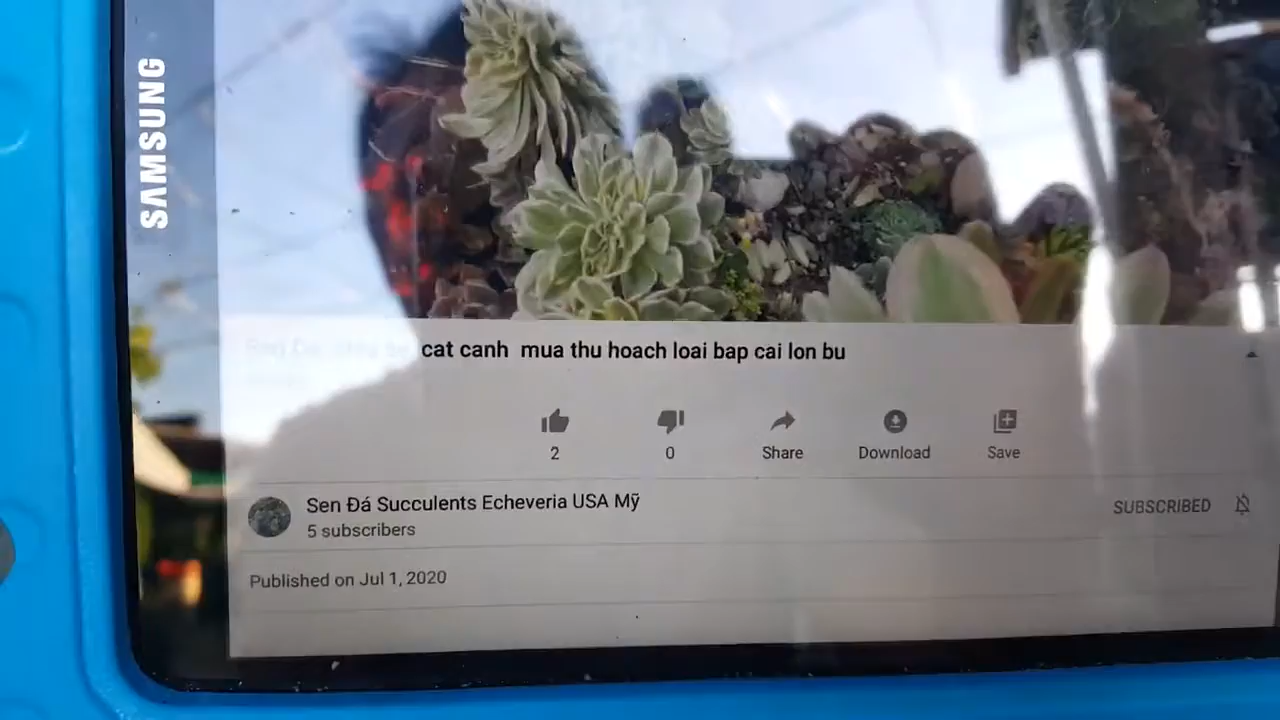 SAMSUNG
cat canh mua thu hoach loai bap cai lon bu
2
0
Share
Download
Save
Sen Đá Succulents Echeveria USA Mỹ
5 subscribers
SUBSCRIBED
Published on Jul 1, 2020